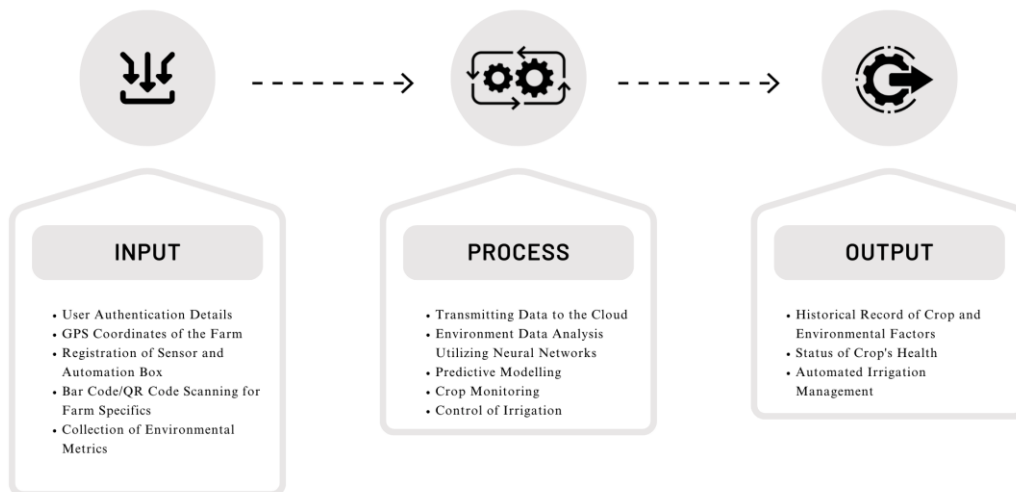 INPUT
• User Authentication Details
• GPS Coordinates of the Farm
• Registration of Sensor and
Automation Box
• Bar Code/QR Code Scanning for
Farm Specifics
• Collection of Environmental
Metrics
PROCESS
• Transmitting Data to the Cloud
• Environment Data Analysis
Utilizing Neural Networks
• Predictive Modelling
• Crop Monitoring
• Control of Irrigation
OUTPUT
• Historical Record of Crop and
Environmental Factors
• Status of Crop's Health
• Automated Irrigation
Management